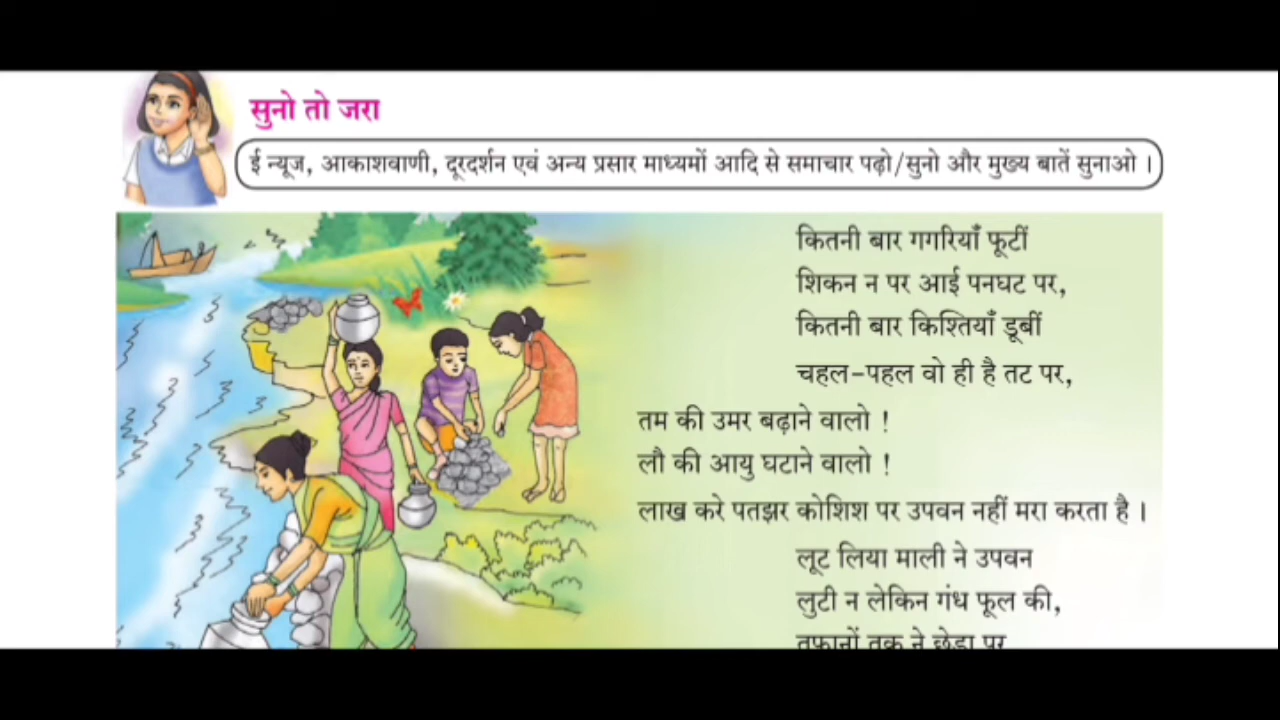 सुनो तो जरा
ई न्यूज, आकाशवाणी, दूरदर्शन एवं अन्य प्रसार माध्यमों आदि से समाचार पढ़ो/सुनो और मुख्य बातें सुनाओ ।
कितनी बार गगरियाँ फूटीं
शिकन न पर आई पनघट पर,
कितनी बार किश्तियाँ डूबीं
चहल-पहल वो ही है तट पर,
तम की उमर बढ़ाने वालो !
लौ की आयु घटाने वालो !
लाख करे पतझर कोशिश पर उपवन नहीं मरा करता है ।
लूट लिया माली ने उपवन
लुटी न लेकिन गंध फूल की,
तूफानों तक ने छेड़ा पर